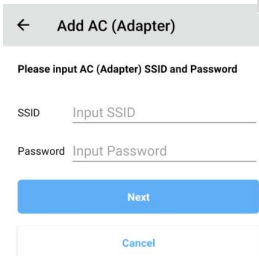 ← Add AC (Adapter)
Please input AC (Adapter) SSID and Password
SSID Input SSID
Password Input Password
Next
Cancel